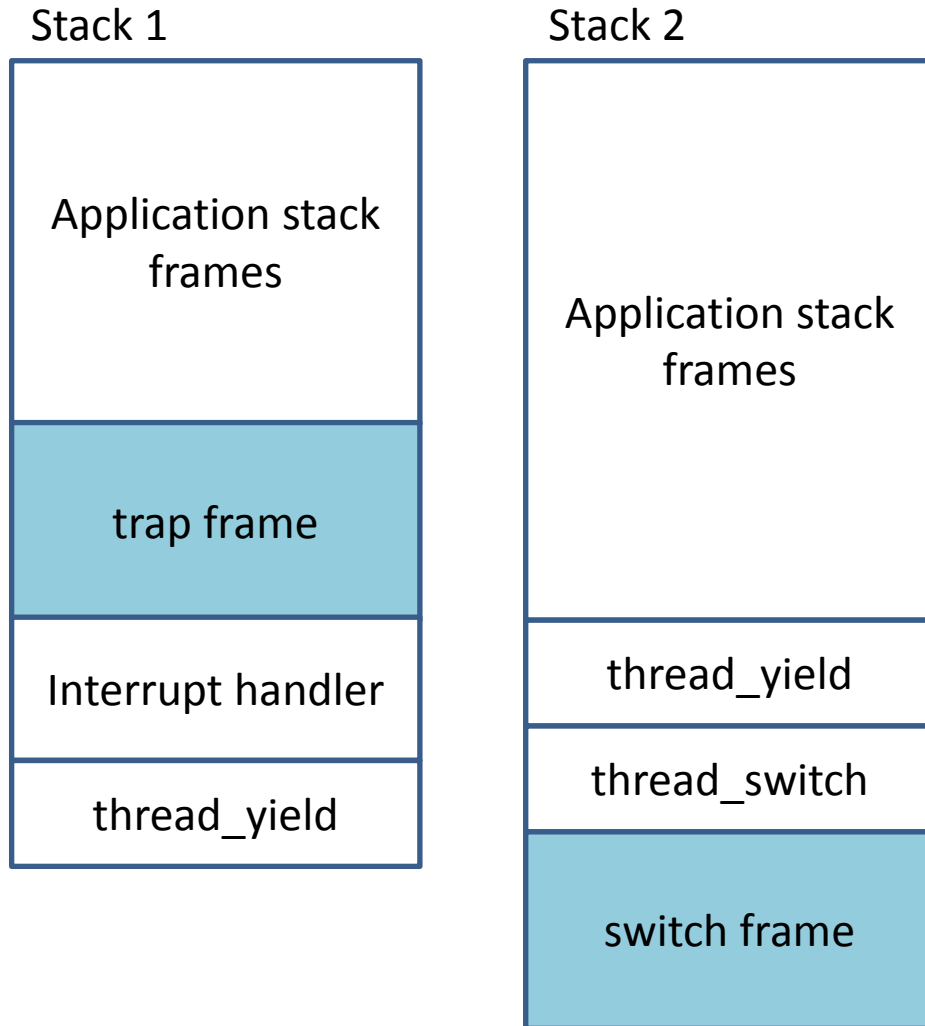 Stack 1
Application stack
frames
trap frame
Interrupt handler
thread_yield
Stack 2
Application stack
frames
thread_yield
thread_switch
switch frame